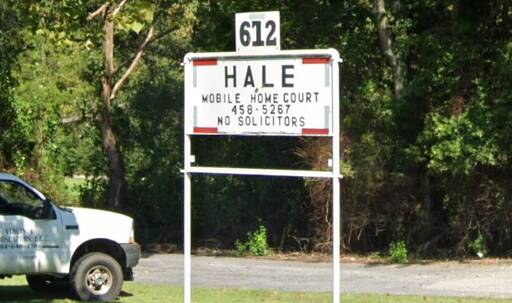 612
HALE
MOBILE HOME COURT
458-5267
NO SOLICITORS